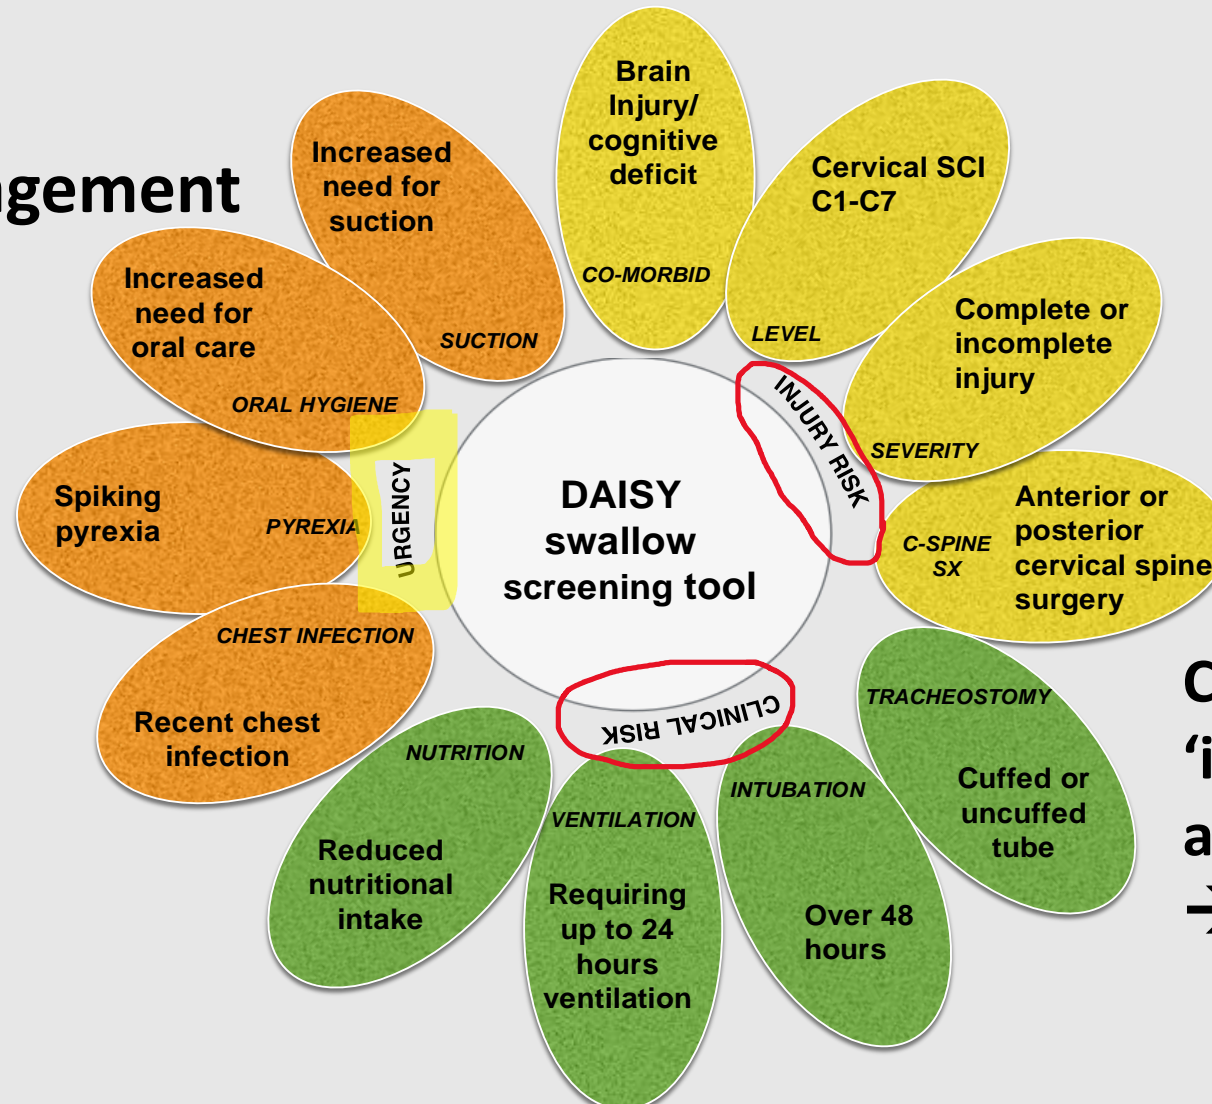 ngement
Brain
Injury/
cognitive
deficit
CO-MORBID
Cervical SCI
C1-C7
LEVEL
Complete or
incomplete
injury
SEVERITY
Anterior or
posterior
cervical spine
surgery
C-SPINE
SX
INJURY RISK
TRACHEOSTOMY
Cuffed or
uncuffed
tube
INTUBATION
Over 48
hours
VENTILATION
Requiring
up to 24
hours
ventilation
NUTRITION
Reduced
nutritional
intake
CLINICAL RISK
CHEST INFECTION
Recent chest
infection
Spiking
pyrexia
PYREXIA
Increased
need for
oral care
ORAL HYGIENE
Increased
need for
suction
SUCTION
URGENCY
DAISY
swallow
screening tool
‘i
a